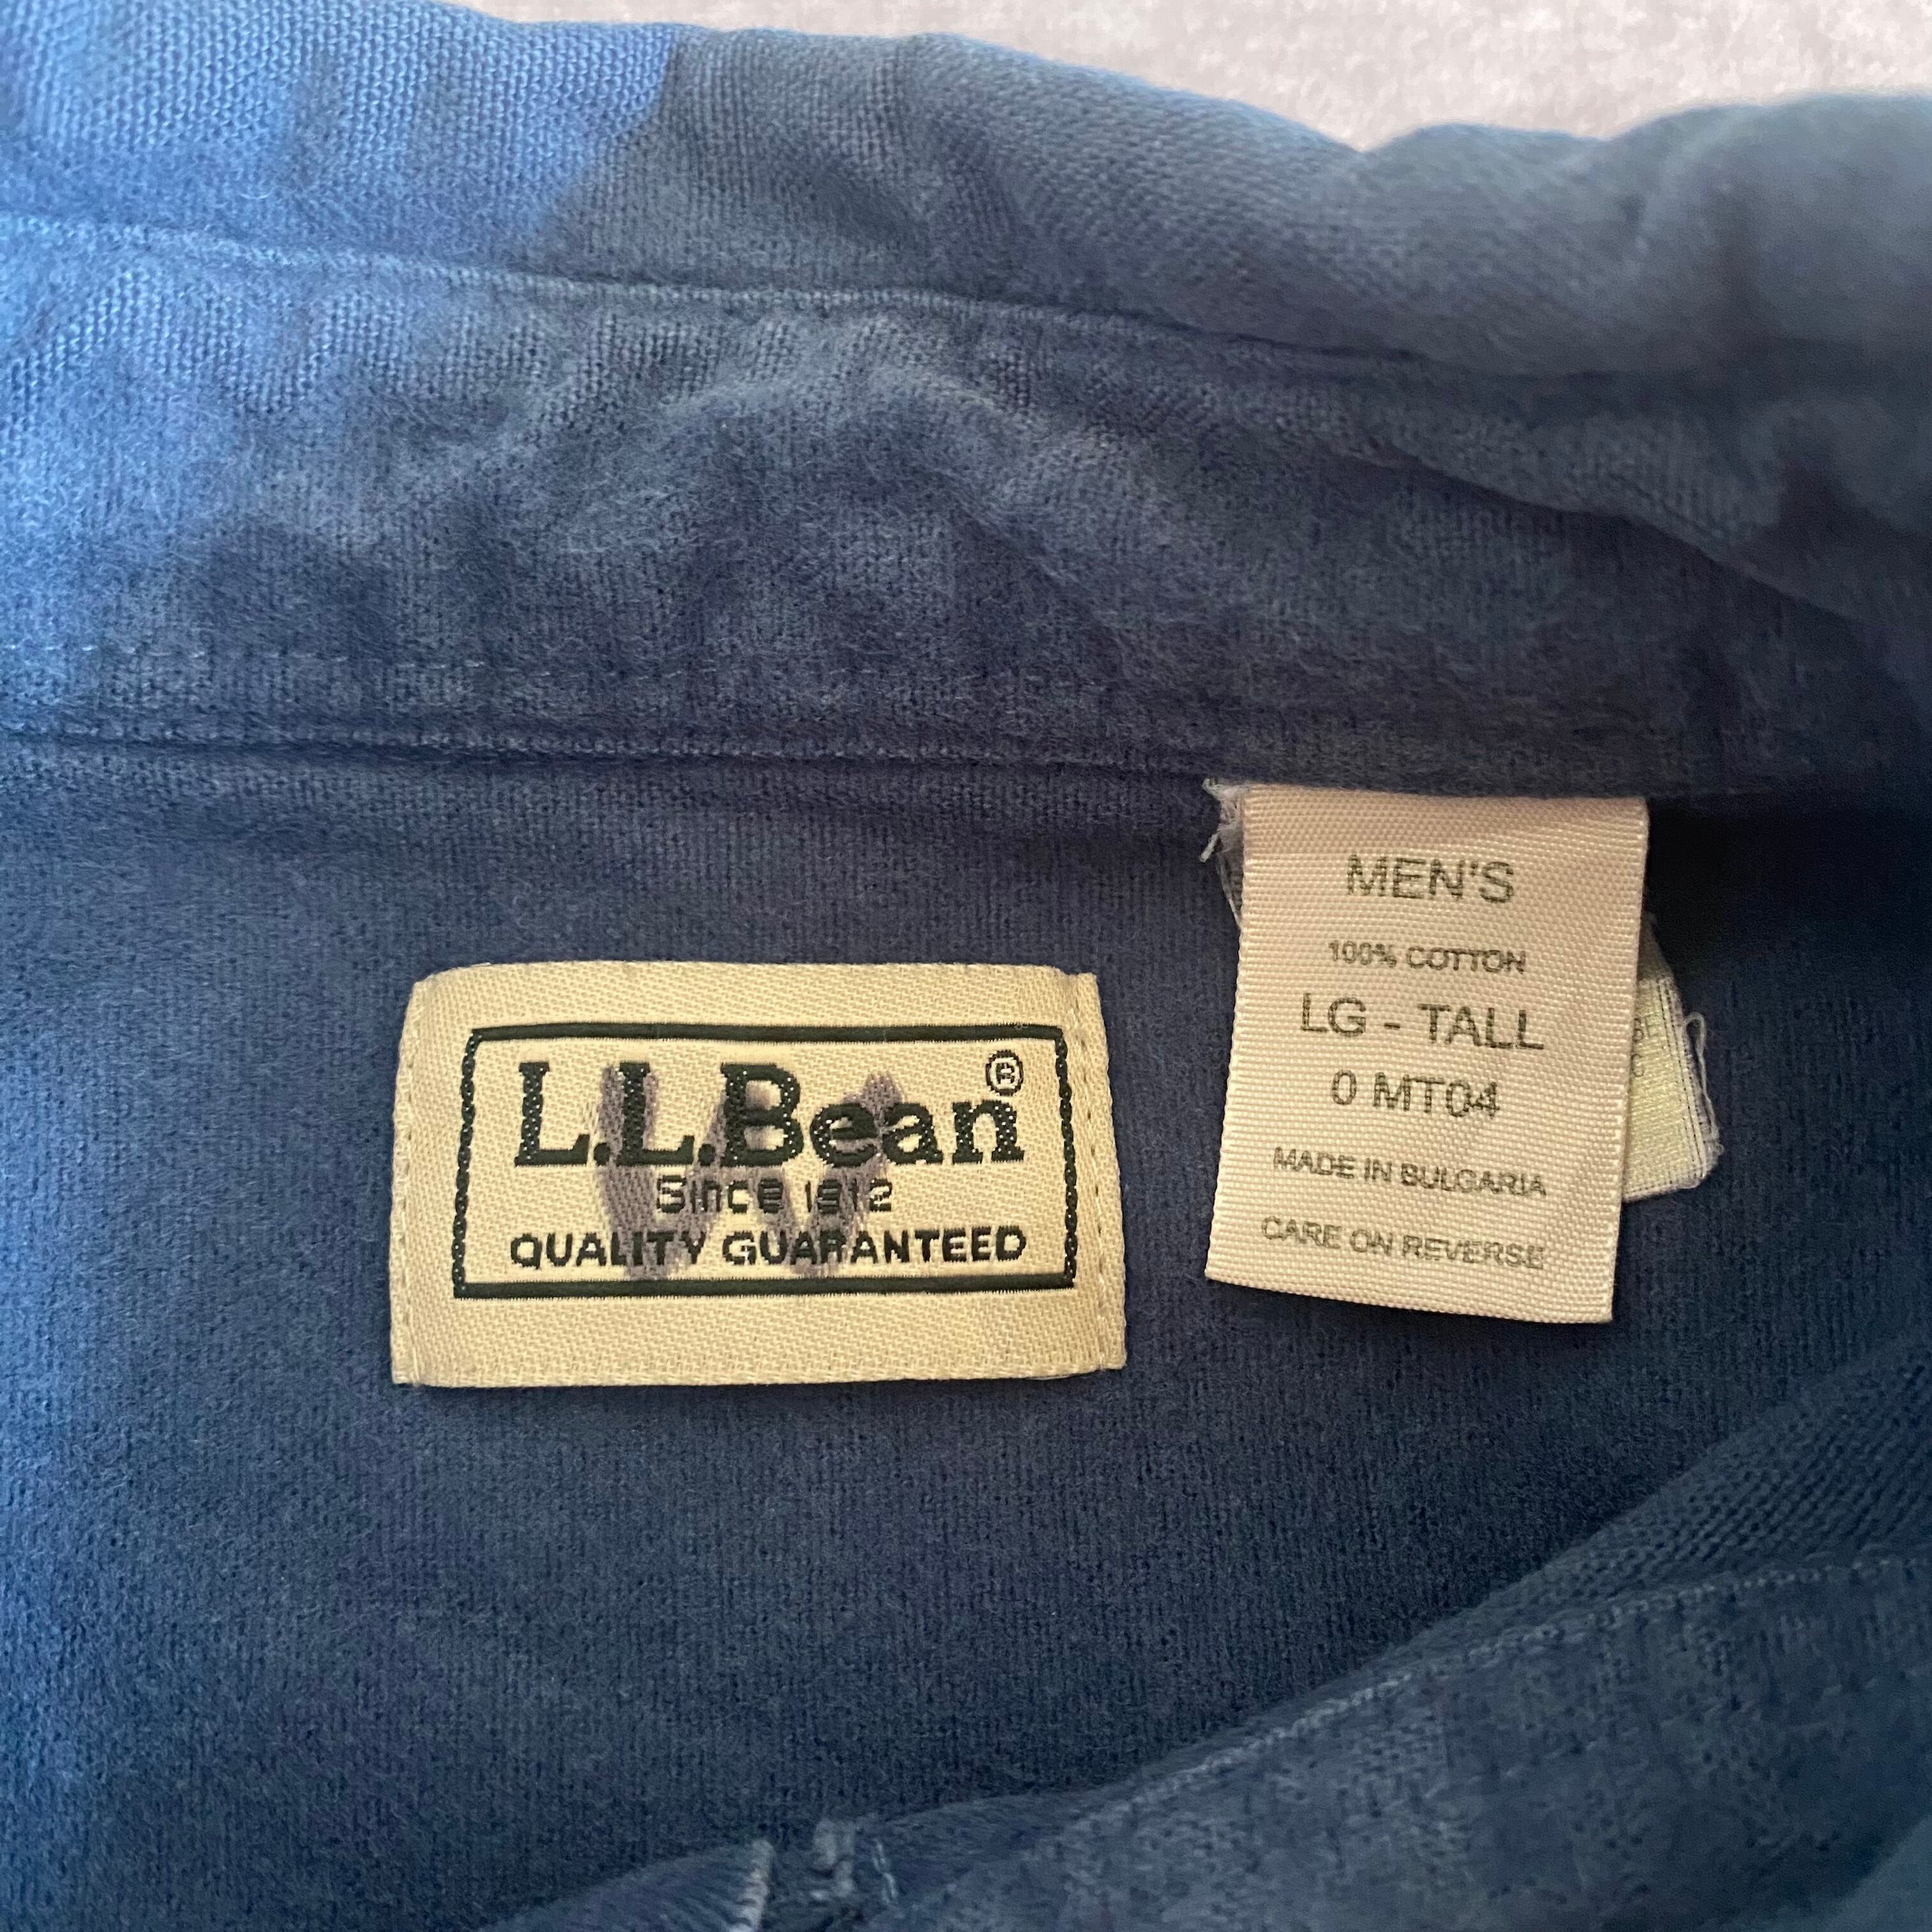 L.L.Bean®
Since 1912
QUALITY GUARANTEED
W
MEN'S
100% COTTON
LG - TALL
0 MT04
MADE IN BULGARIA
CARE ON REVERSE